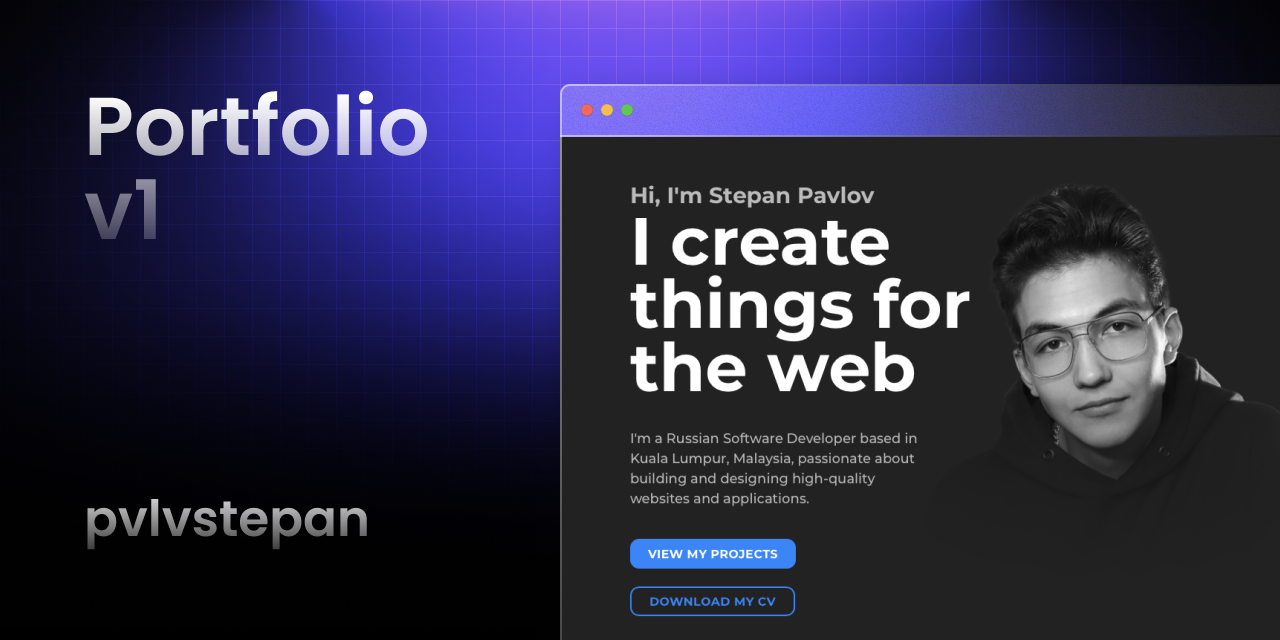 Portfolio
v1
pvlvstepan
Hi, I'm Stepan Pavlov
I create
things for
the web
I'm a Russian Software Developer based in
Kuala Lumpur, Malaysia, passionate about
building and designing high-quality
websites and applications.
VIEW MY PROJECTS
DOWNLOAD MY CV